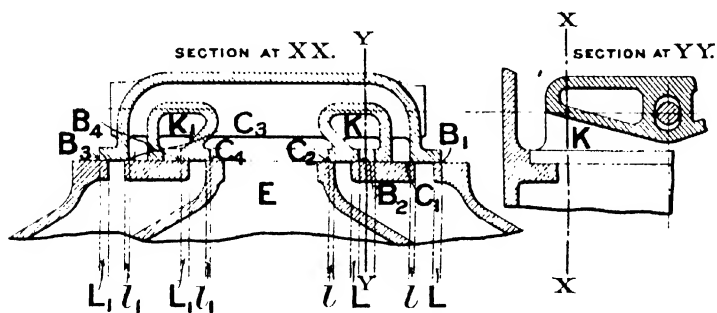 X
Y
SECTION AT XX.
SECTION AT YY.
B₄ K₁ C₃ K B₁
B₃ C₄ C₂ K
E B₂ C₁
Y X
L₁ l₁ L₁ l₁ l L l L